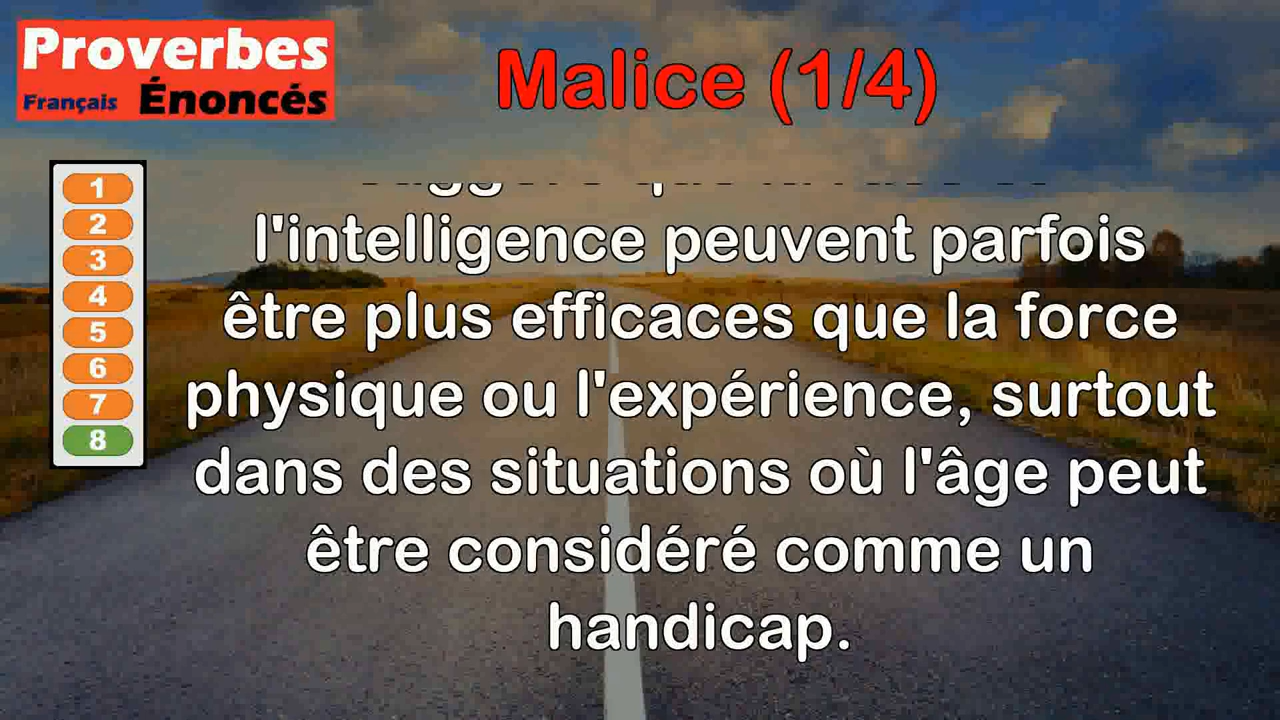 Proverbes
Français Énoncés
Malice (1/4)
1
2
3
4
5
6
7
8
l'intelligence peuvent parfois
être plus efficaces que la force
physique ou l'expérience, surtout
dans des situations où l'âge peut
être considéré comme un
handicap.